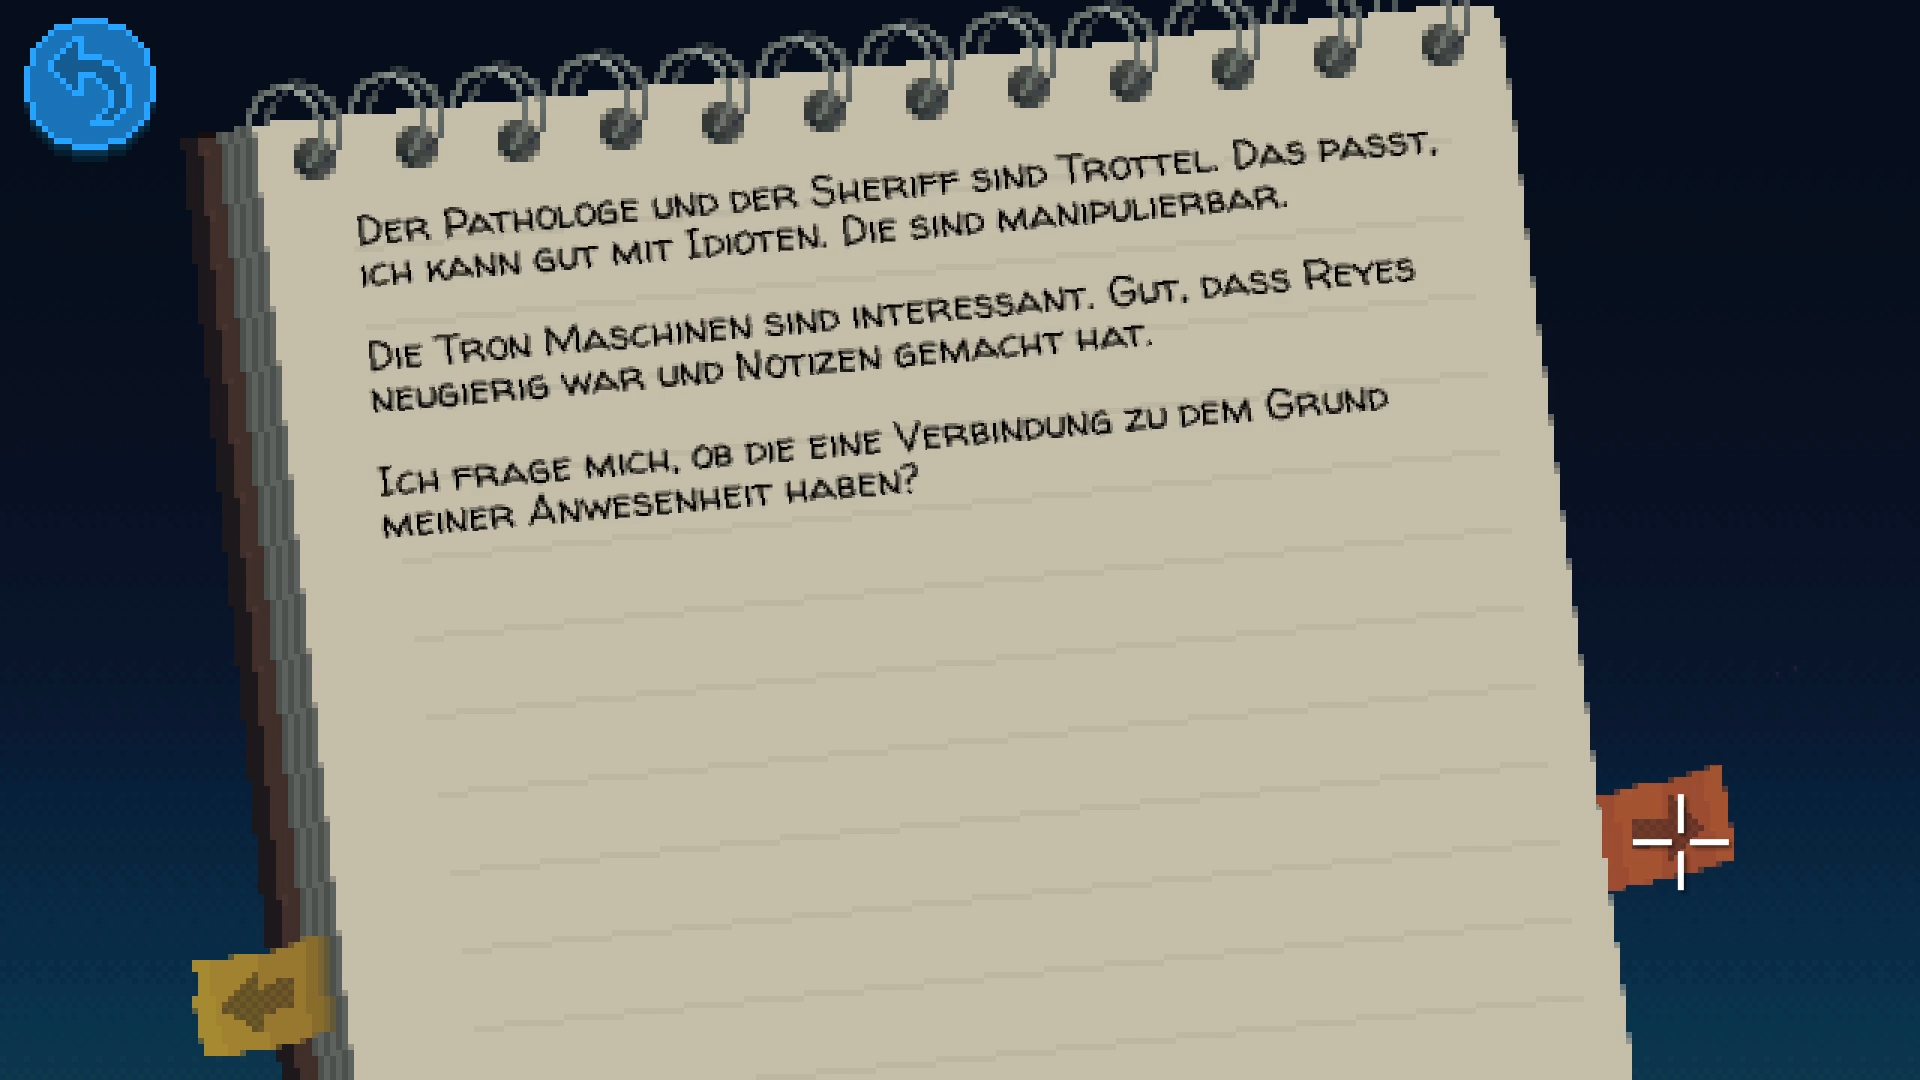 Der Pathologe und der Sheriff sind Trottel. Das passt,
ich kann gut mit Idioten. Die sind manipulierbar.
Die Tron Maschinen sind interessant. Gut, dass Reyes
neugierig war und Notizen gemacht hat.
Ich frage mich, ob die eine Verbindung zu dem Grund
meiner Anwesenheit haben?